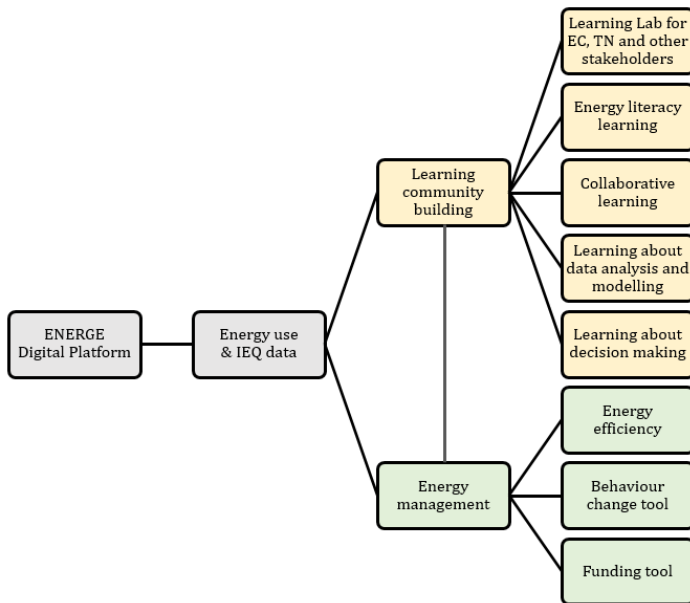 Learning Lab for
EC, TN and other
stakeholders
Energy literacy
learning
Learning
community
building
Collaborative
learning
Learning about
data analysis and
modelling
ENERGE
Digital Platform
Energy use
& IEQ data
Learning about
decision making
Energy
efficiency
Energy
management
Behaviour
change tool
Funding tool